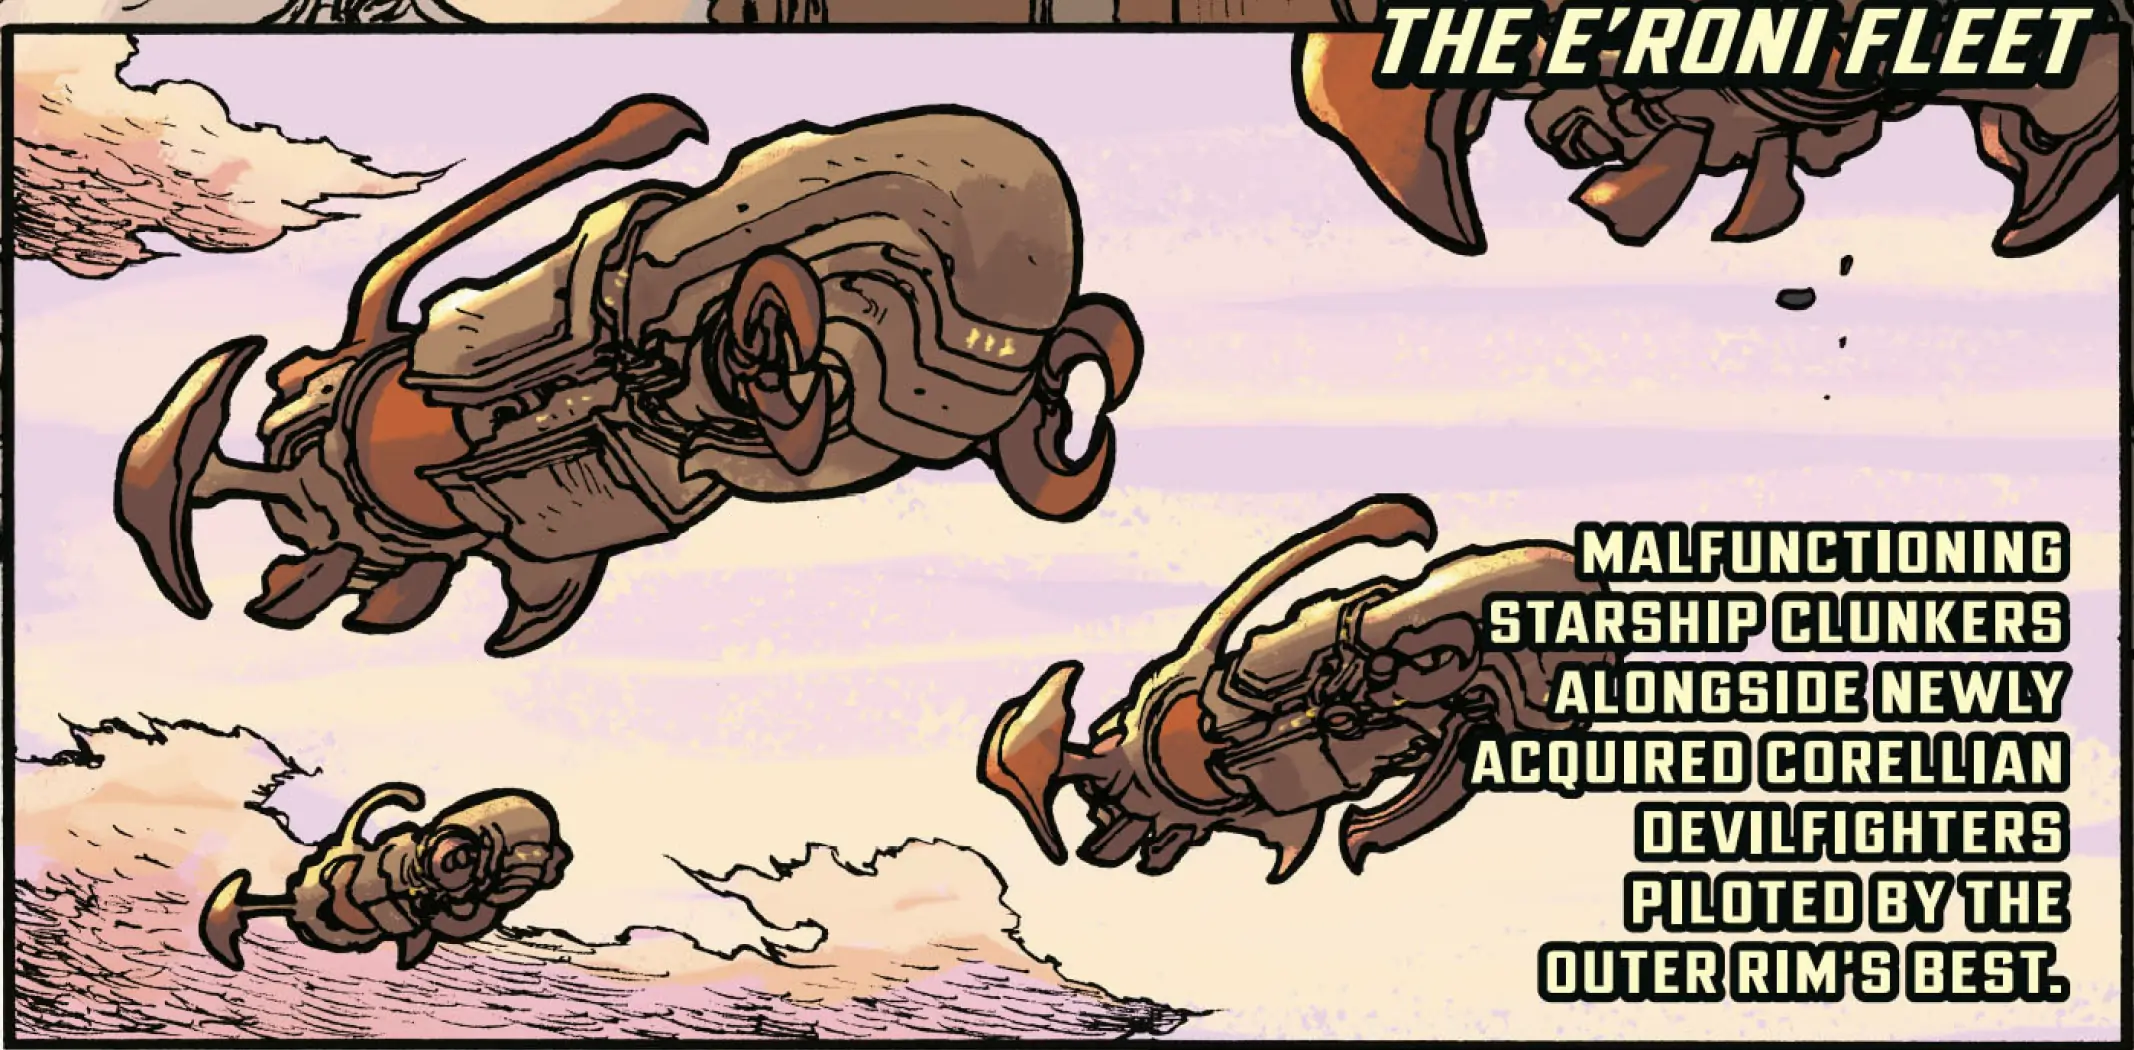 THE E'RONI FLEET
MALFUNCTIONING
STARSHIP CLUNKERS
ALONGSIDE NEWLY
ACQUIRED CORELLIAN
DEVILFIGHTERS
PILOTED BY THE
OUTER RIM'S BEST.